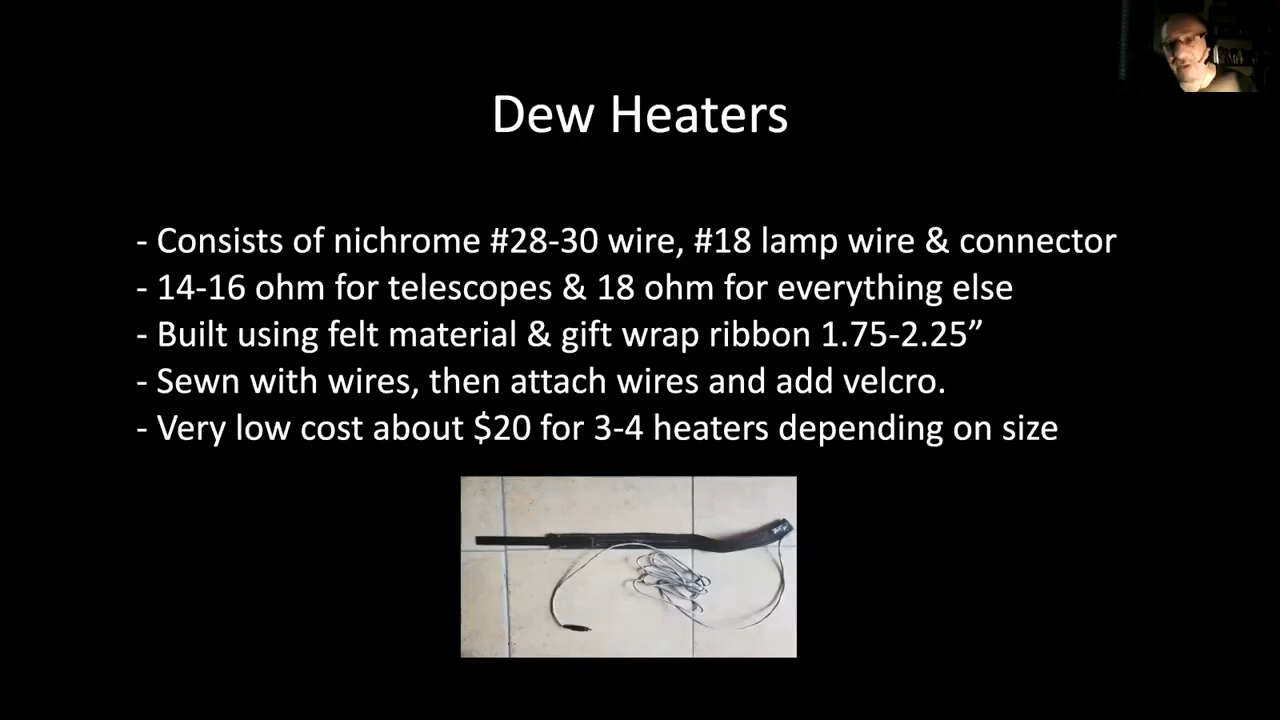 Dew Heaters
- Consists of nichrome #28-30 wire, #18 lamp wire & connector
- 14-16 ohm for telescopes & 18 ohm for everything else
- Built using felt material & gift wrap ribbon 1.75-2.25”
- Sewn with wires, then attach wires and add velcro.
- Very low cost about $20 for 3-4 heaters depending on size